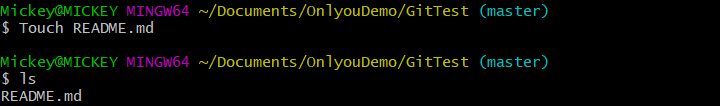 Mickey@MICKEY MINGW64 ~/Documents/OnlyouDemo/GitTest (master)
$ Touch README.md
Mickey@MICKEY MINGW64 ~/Documents/OnlyouDemo/GitTest (master)
$ ls
README.md